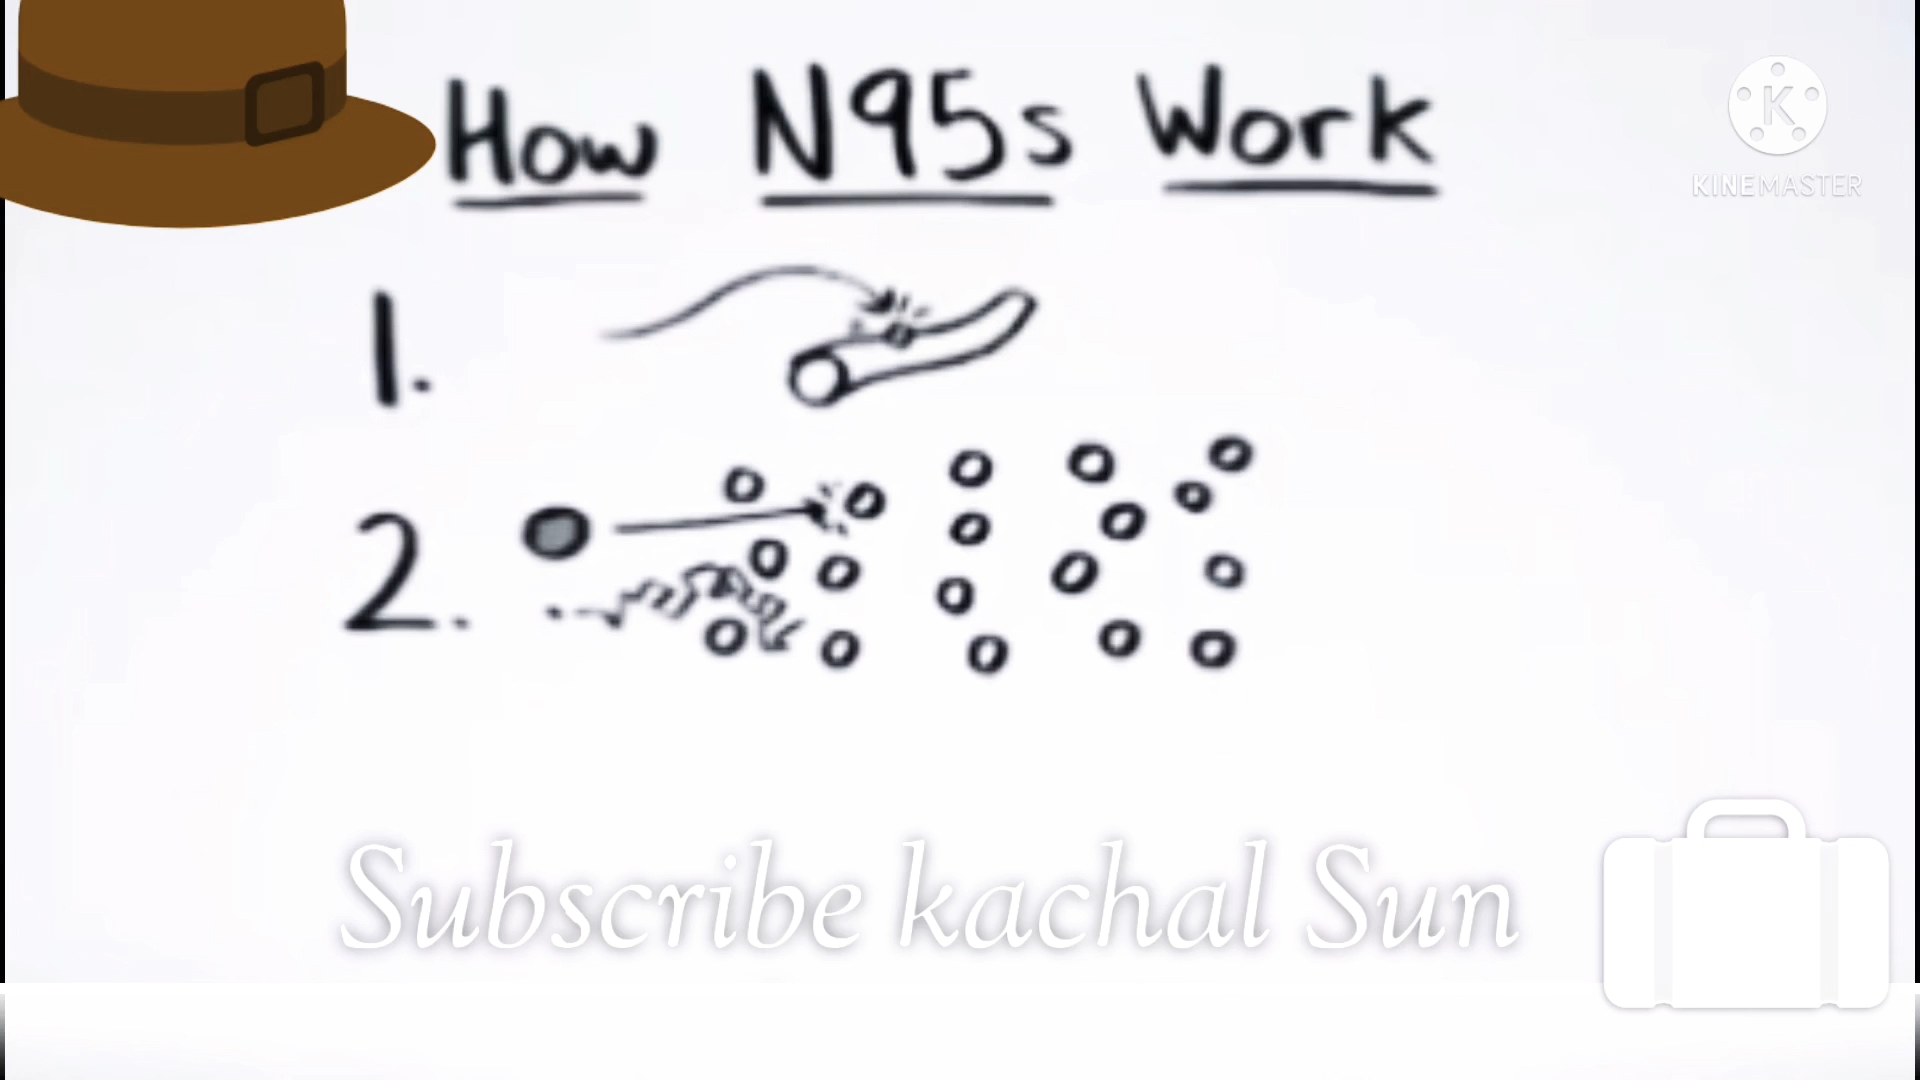 How N95s Work
K
KINEMASTER
1.
2.
Subscribe kachal Sun